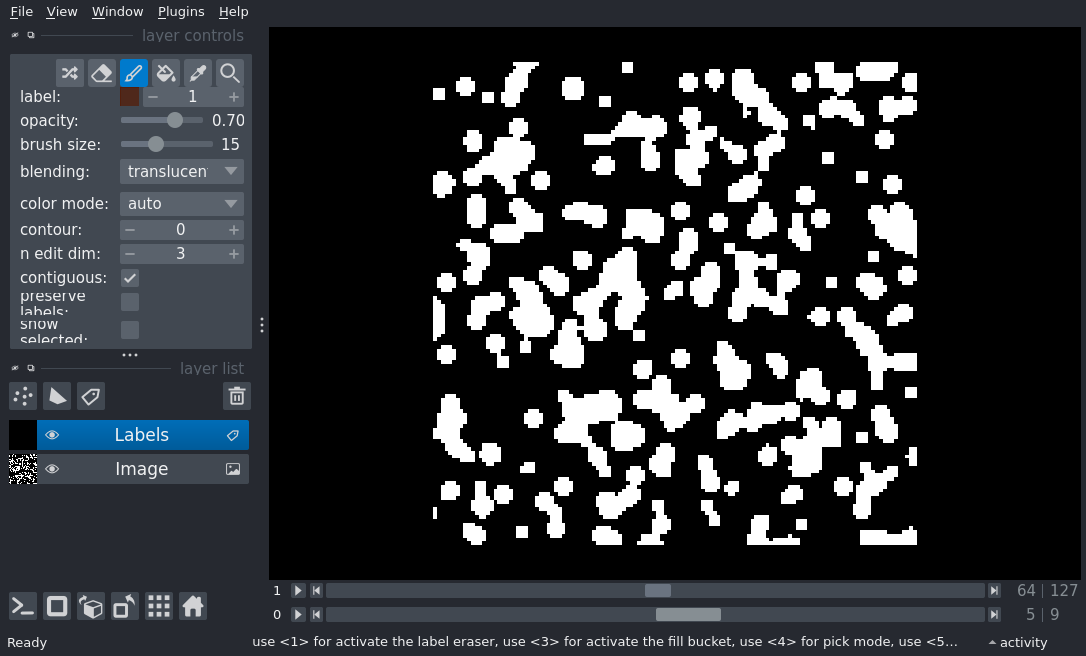 File View Window Plugins Help
layer controls
label: − 1 +
opacity: 0.70
brush size: 15
blending: translucen
color mode: auto
contour: − 0 +
n edit dim: − 3 +
contiguous:
preserve
labels:
show
selected:
layer list
Labels
Image
1 64 | 127
0 5 | 9
Ready use <1> for activate the label eraser, use <3> for activate the fill bucket, use <4> for pick mode, use <5... activity